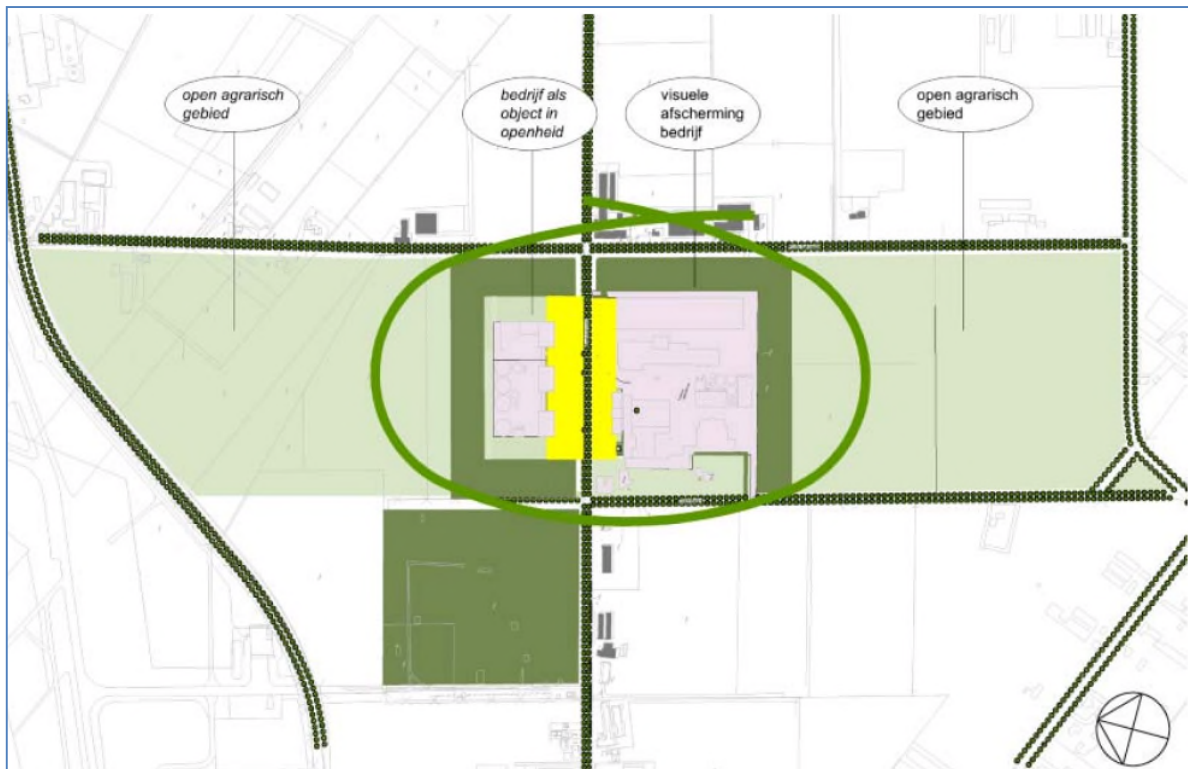 open agrarisch
gebied
bedrijf als
object in
openheid
visuele
afscherming
bedrijf
open agrarisch
gebied